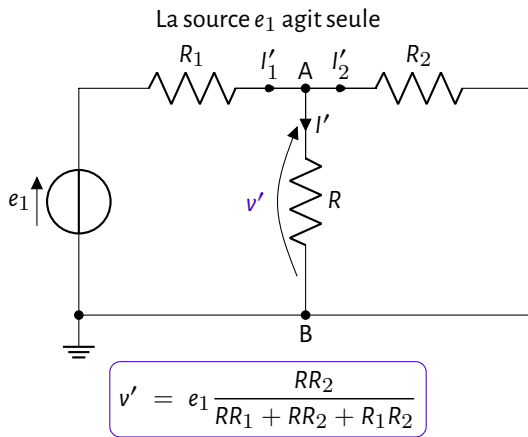 La source e₁ agit seule
R₁ I′₁ A I′₂ R₂
I′
e₁ v′ R
B
v′ = e₁ RR₂ / (RR₁ + RR₂ + R₁R₂)